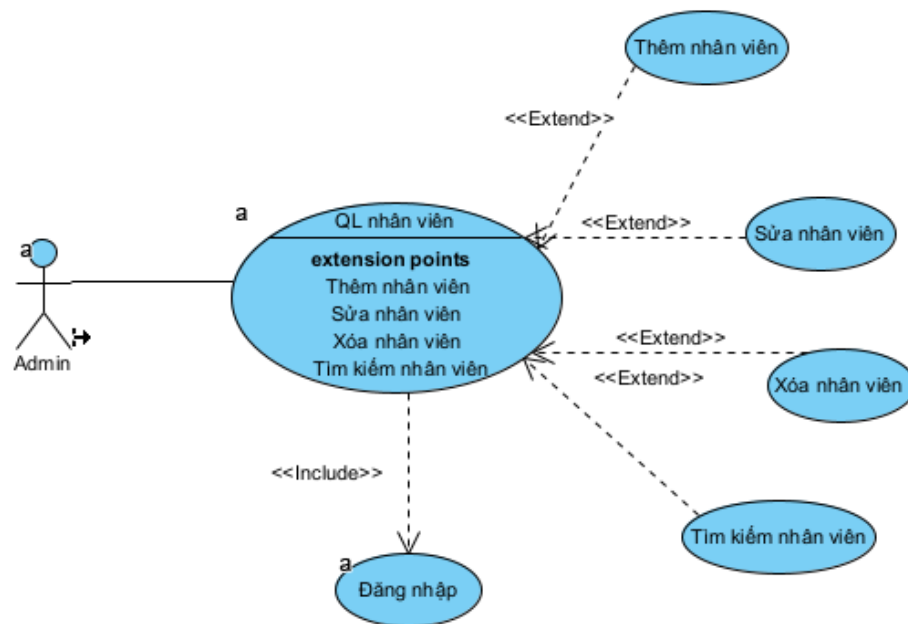 Thêm nhân viên
<<Extend>>
a
QL nhân viên
<<Extend>>
Sửa nhân viên
a
extension points
Thêm nhân viên
Sửa nhân viên
Xóa nhân viên
Tìm kiếm nhân viên
Admin
<<Extend>>
<<Extend>>
Xóa nhân viên
<<Include>>
Tìm kiếm nhân viên
a
Đăng nhập